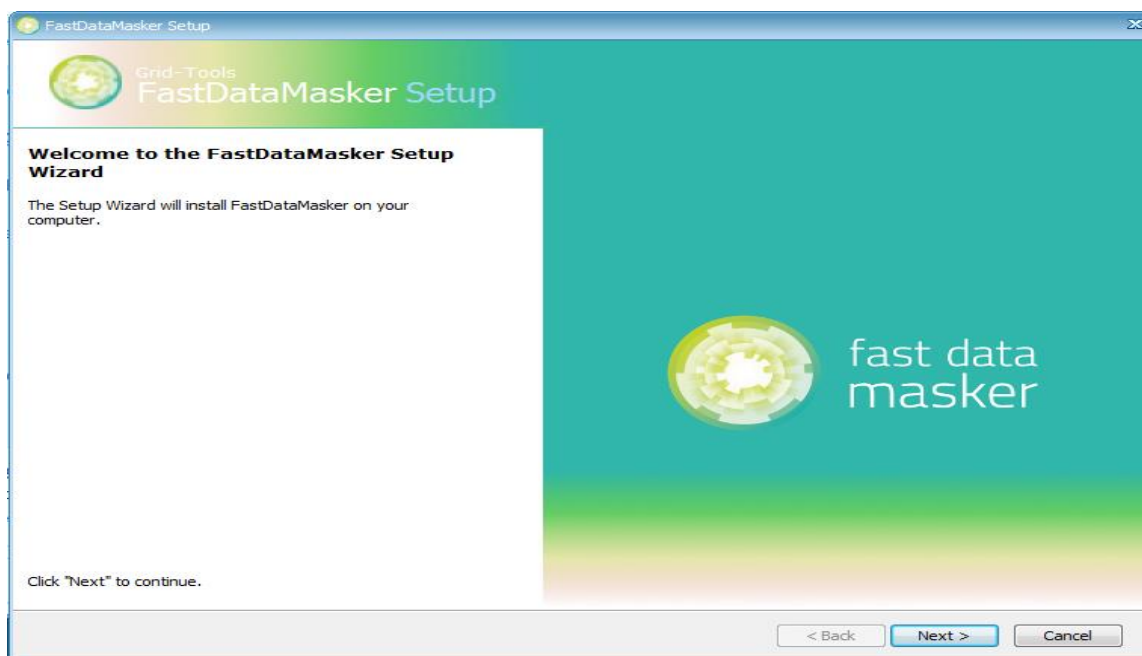 FastDataMasker Setup
Grid-Tools
FastDataMasker Setup
Welcome to the FastDataMasker Setup
Wizard
The Setup Wizard will install FastDataMasker on your
computer.
fast data
masker
Click "Next" to continue.
< Back
Next >
Cancel